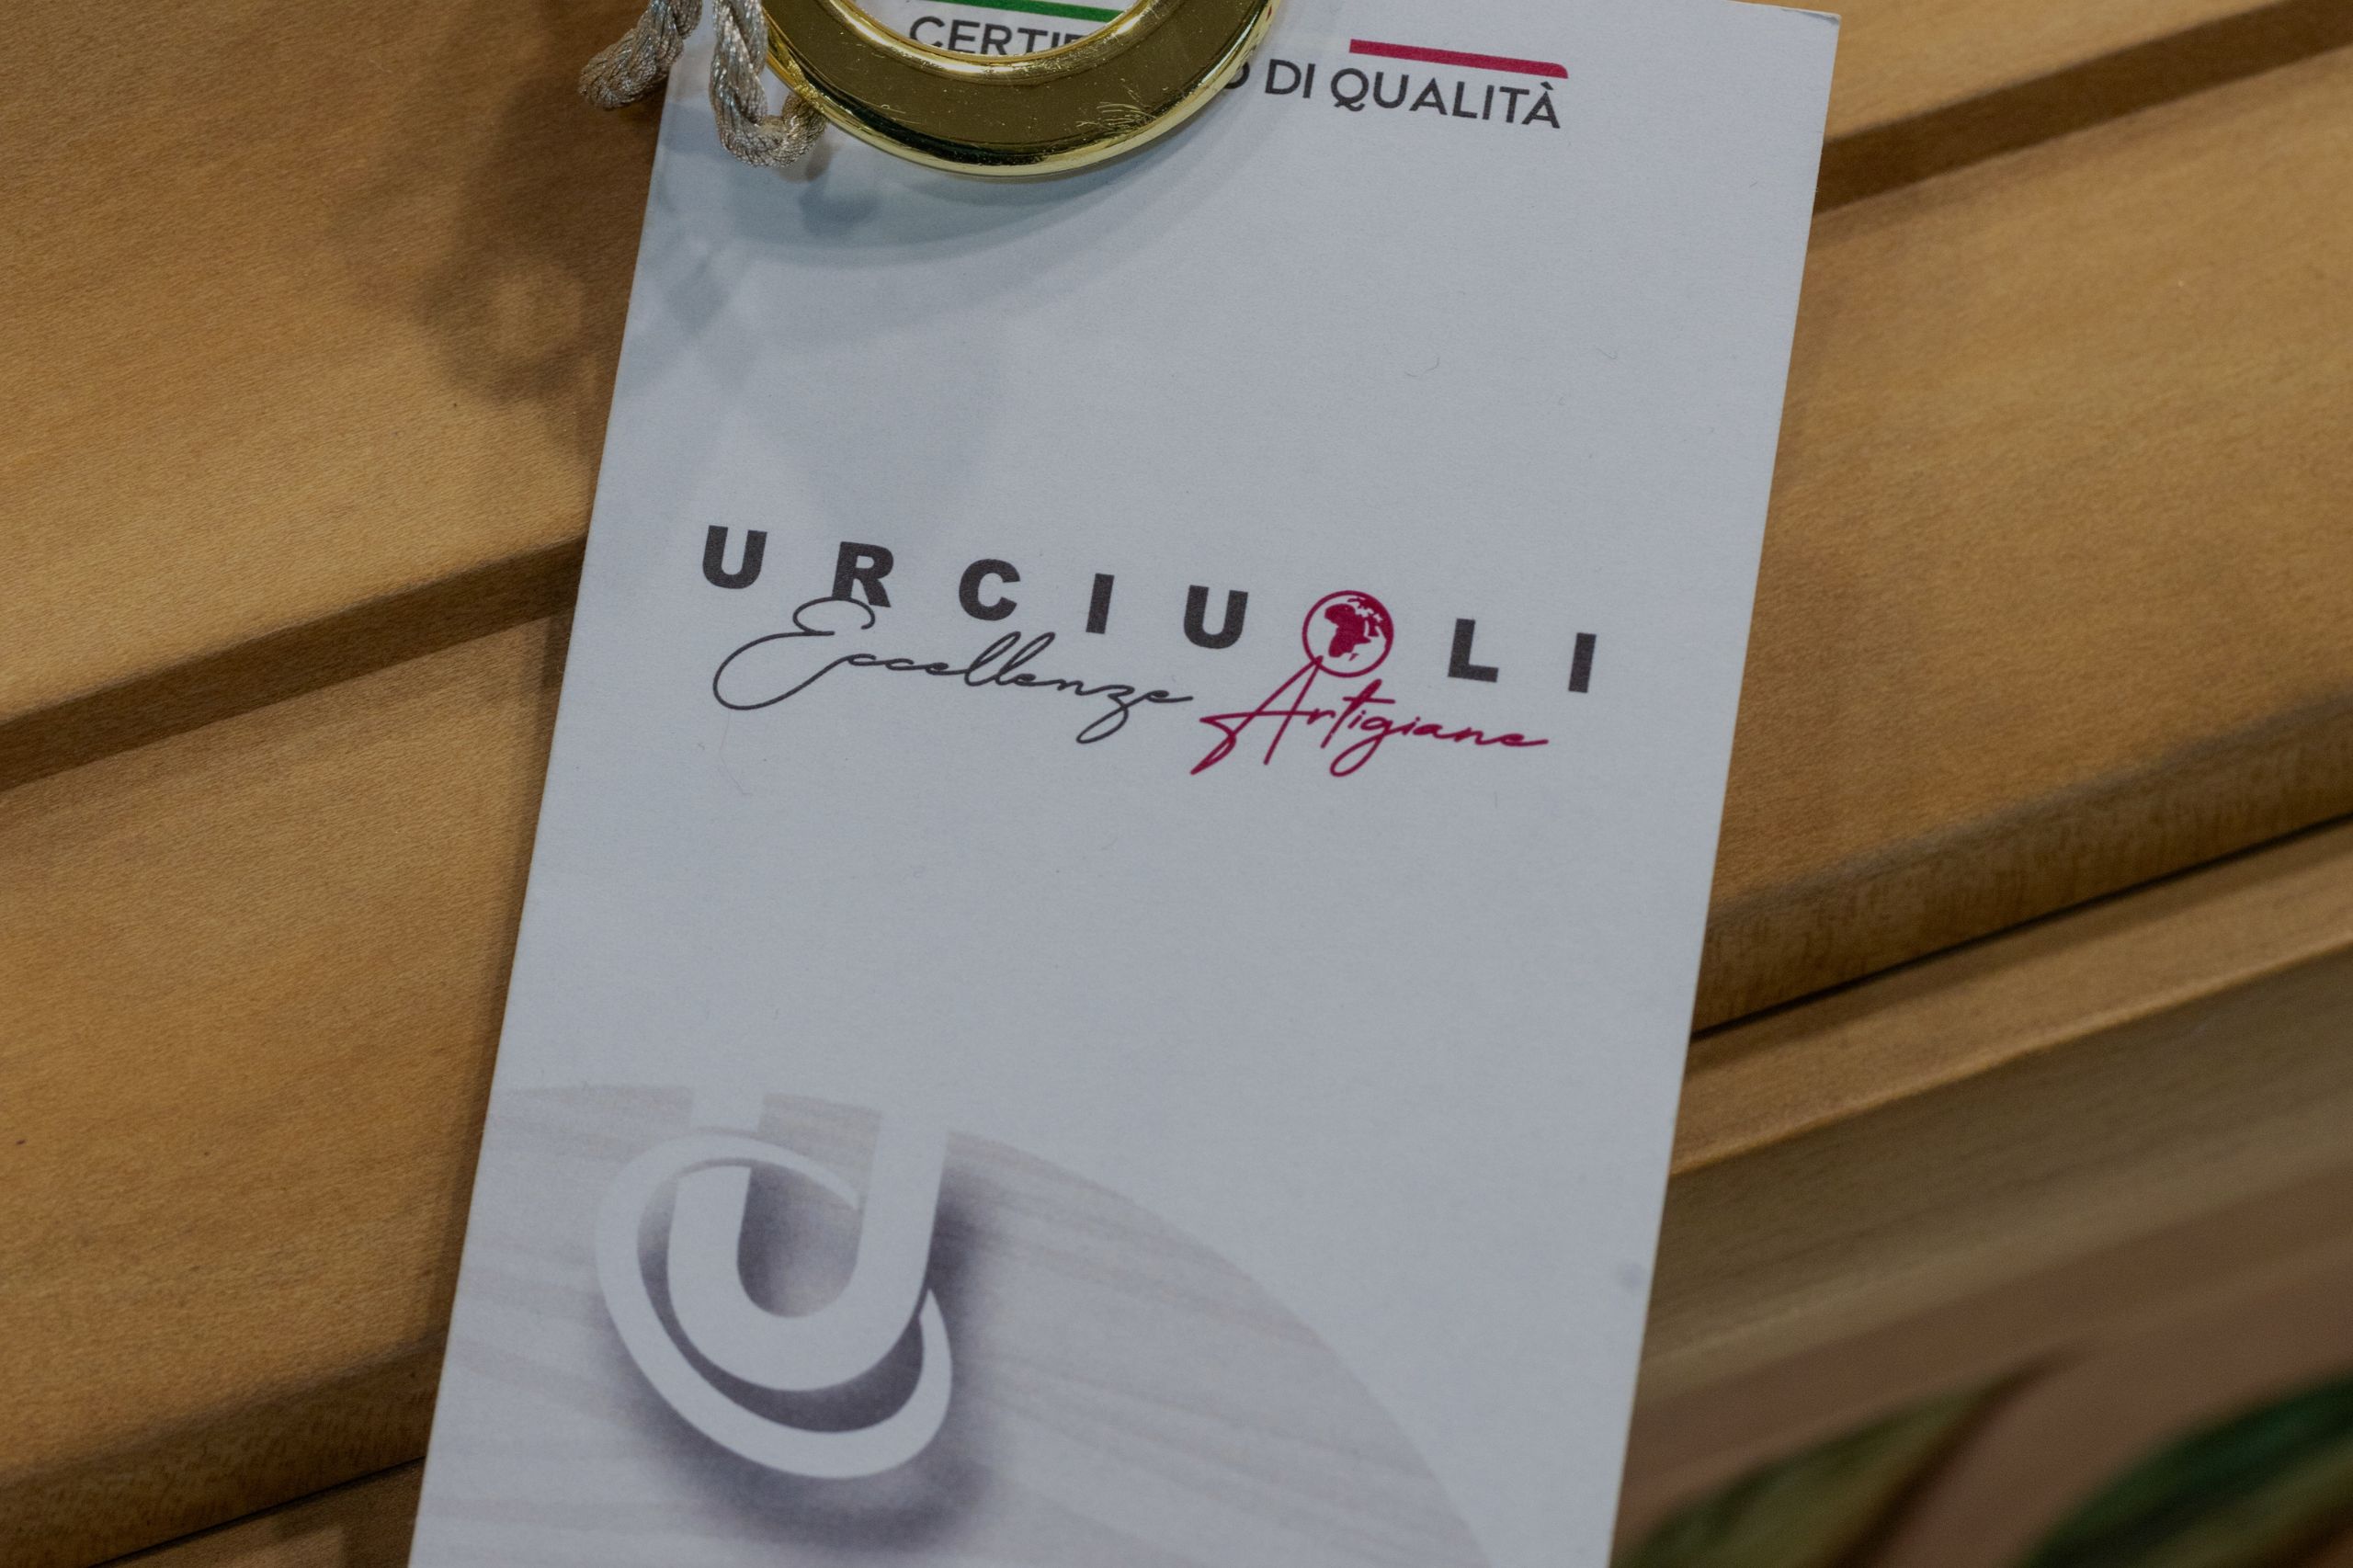 DI QUALITÀ
URCIUOLI
Eccellenze Artigiane